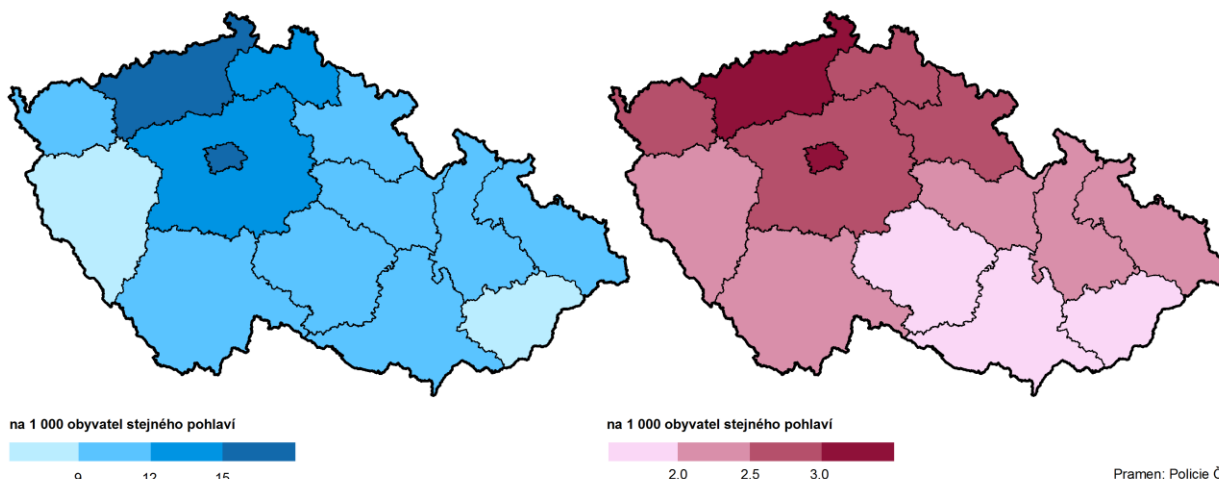 na 1 000 obyvatel stejného pohlaví
9 12 15
na 1 000 obyvatel stejného pohlaví
2.0 2.5 3.0
Pramen: Policie Č